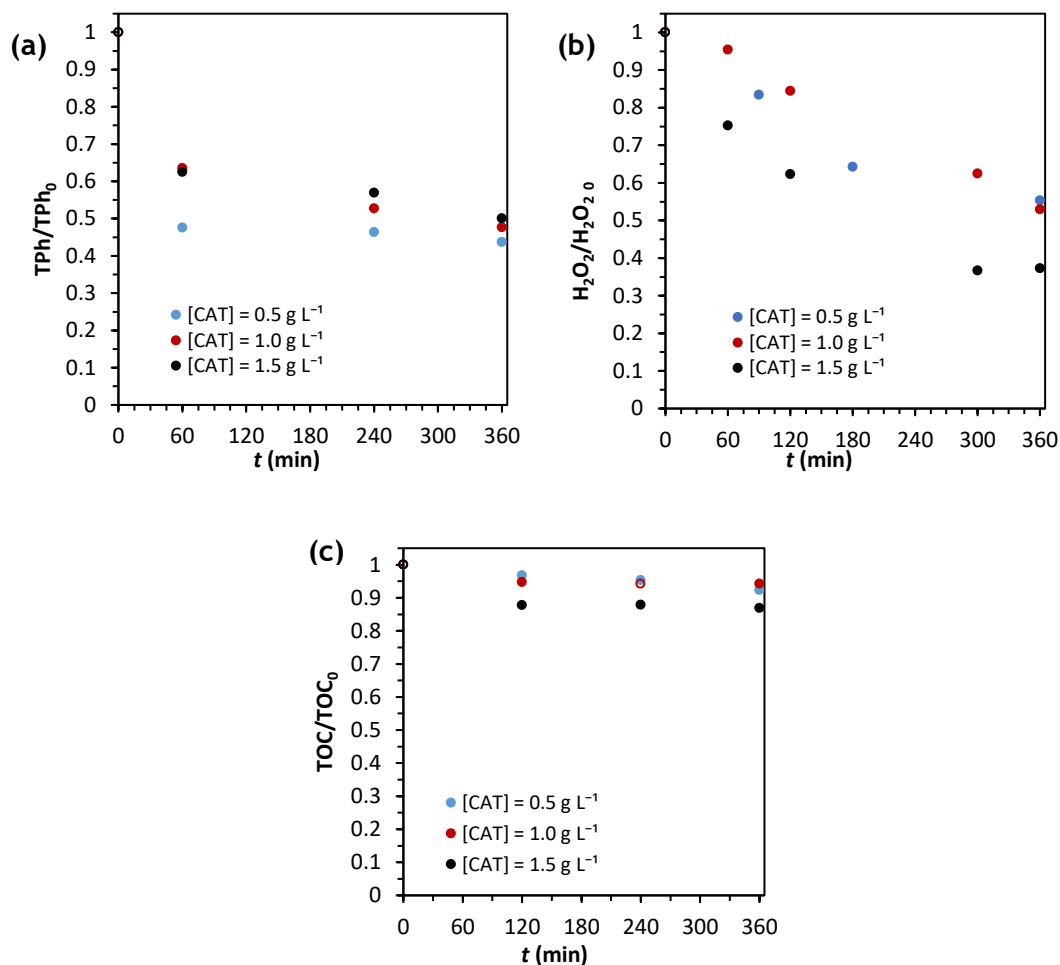 (a)
1
0.9
0.8
0.7
0.6
0.5
0.4
0.3
0.2
0.1
0
TPh/TPh₀
[CAT] = 0.5 g L⁻¹
[CAT] = 1.0 g L⁻¹
[CAT] = 1.5 g L⁻¹
0 60 120 180 240 300 360
t (min)
(b)
1
0.9
0.8
0.7
0.6
0.5
0.4
0.3
0.2
0.1
0
H₂O₂/H₂O₂ ₀
[CAT] = 0.5 g L⁻¹
[CAT] = 1.0 g L⁻¹
[CAT] = 1.5 g L⁻¹
0 60 120 180 240 300 360
t (min)
(c)
1
0.9
0.8
0.7
0.6
0.5
0.4
0.3
0.2
0.1
0
TOC/TOC₀
[CAT] = 0.5 g L⁻¹
[CAT] = 1.0 g L⁻¹
[CAT] = 1.5 g L⁻¹
0 60 120 180 240 300 360
t (min)